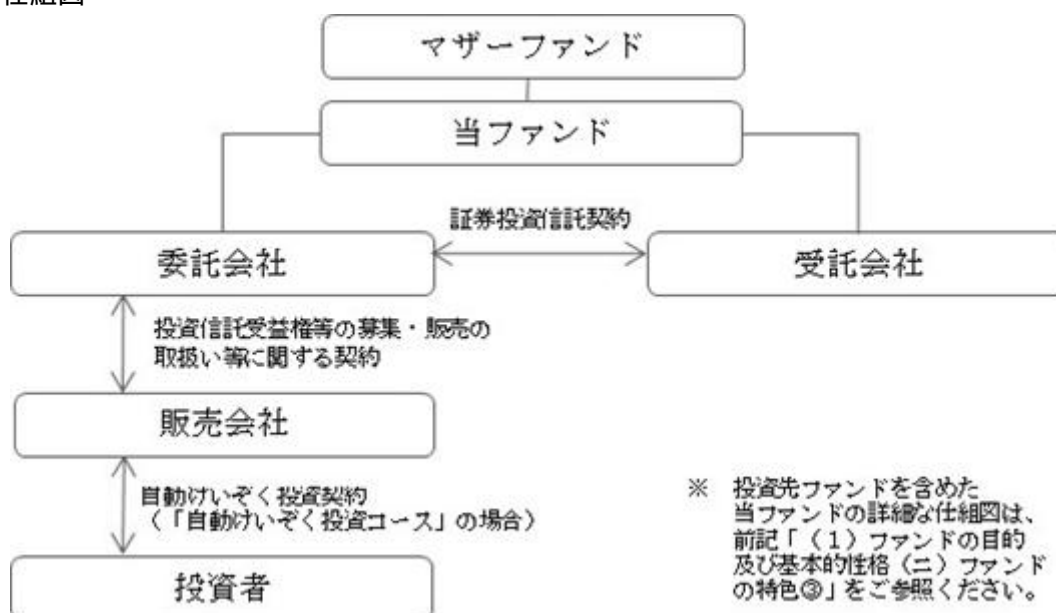 仕組図
マザーファンド
当ファンド
証券投資信託契約
委託会社
受託会社
投資信託受益権等の募集・販売の
取扱い等に関する契約
販売会社
自動けいぞく投資契約
（「自動けいぞく投資コース」の場合）
投資者
※ 投資先ファンドを含めた
当ファンドの詳細な仕組図は、
前記「（１）ファンドの目的
及び基本的性格（ニ）ファンド
の特色③」をご参照ください。